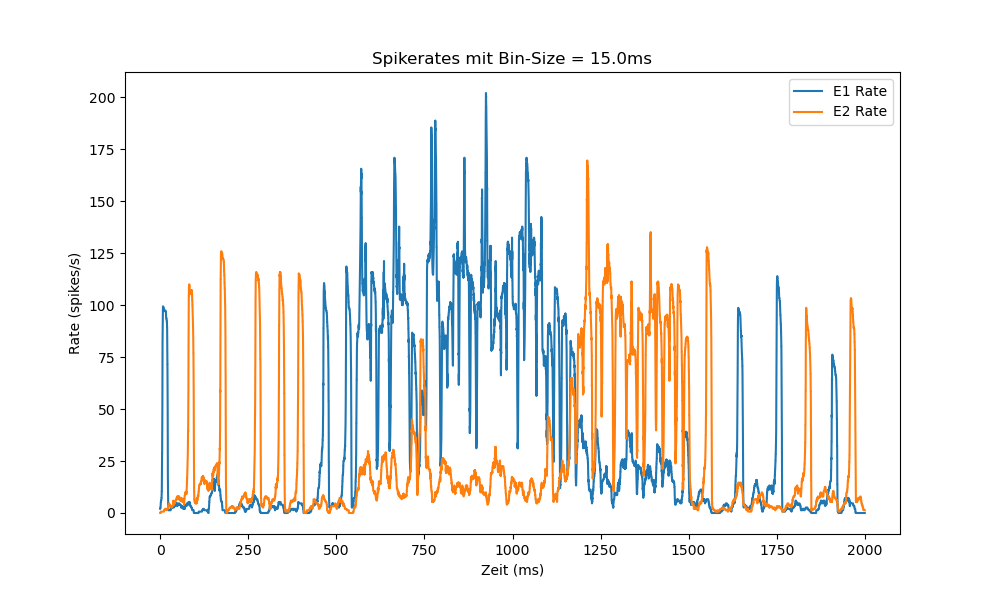 Spikerates mit Bin-Size = 15.0ms
E1 Rate
E2 Rate
200
175
150
125
100
75
50
25
0
Rate (spikes/s)
0 250 500 750 1000 1250 1500 1750 2000
Zeit (ms)